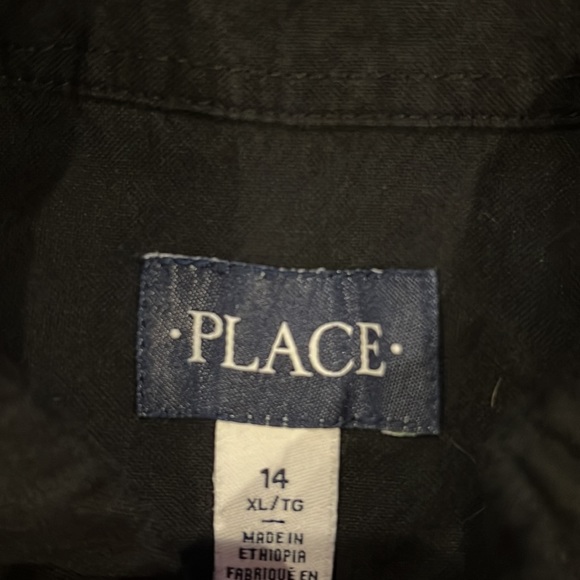 ·PLACE·
14
XL/TG
MADE IN
ETHIOPIA
FABRIQUÉ EN